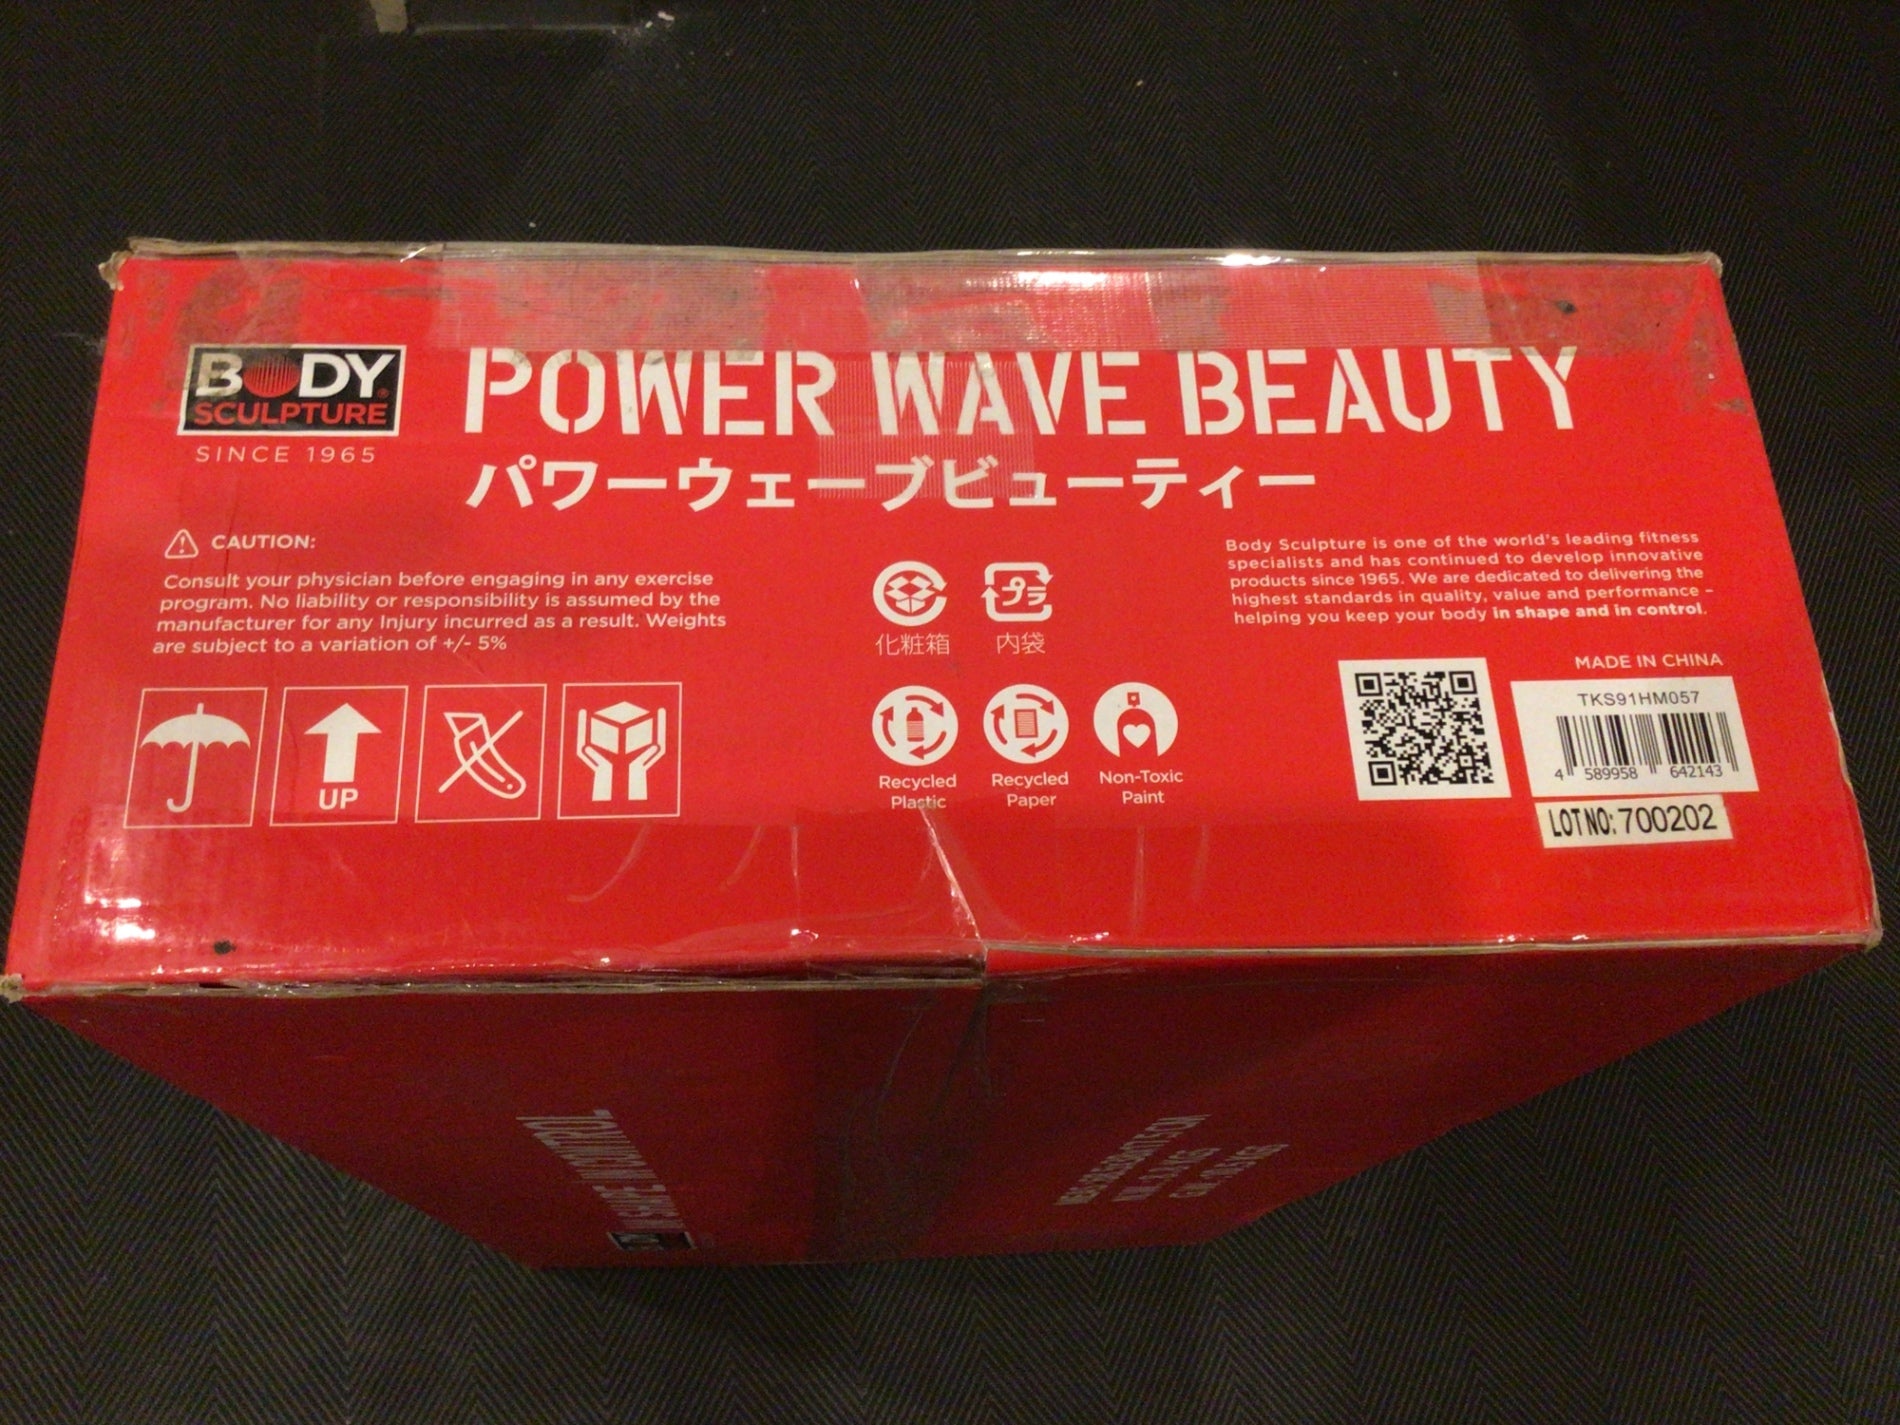 BODY
SCULPTURE
SINCE 1965
POWER WAVE BEAUTY
パワーウェーブビューティー
CAUTION:
Consult your physician before engaging in any exercise
program. No liability or responsibility is assumed by the
manufacturer for any Injury incurred as a result. Weights
are subject to a variation of +/- 5%
UP
プラ
化粧箱
内袋
Recycled
Plastic
Recycled
Paper
Non-Toxic
Paint
Body Sculpture is one of the world's leading fitness
specialists and has continued to develop innovative
products since 1965. We are dedicated to delivering the
highest standards in quality, value and performance –
helping you keep your body in shape and in control.
MADE IN CHINA
TKS91HM057
4 589958 642143
LOT NO: 700202
IN SHAPE IN CONTROL